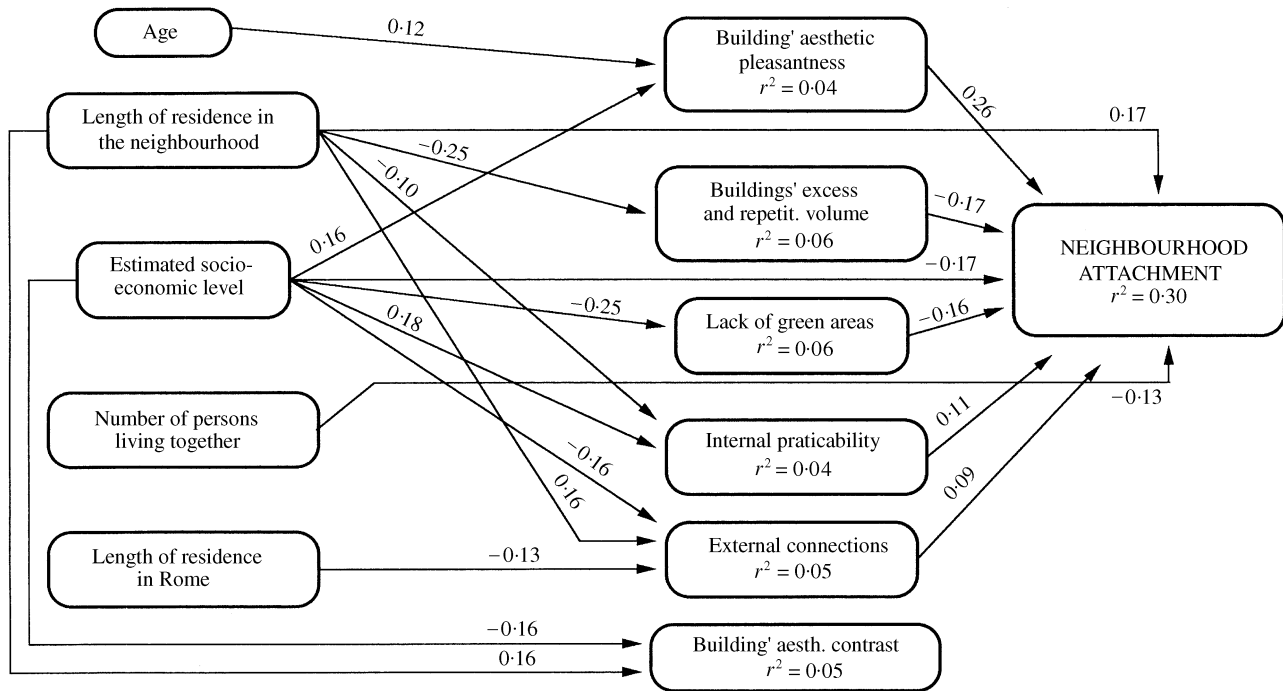 Age
0·12
Building' aesthetic
pleasantness
r² = 0·04
Length of residence in
the neighbourhood
0·26
0·17
−0·25
−0·10
Buildings' excess
and repetit. volume
r² = 0·06
−0·17
0·16
Estimated socio-
economic level
−0·17
NEIGHBOURHOOD
ATTACHMENT
r² = 0·30
−0·25
0·18
Lack of green areas
r² = 0·06
−0·16
Number of persons
living together
−0·13
Internal praticability
r² = 0·04
0·11
−0·16
0·16
0·09
Length of residence
in Rome
−0·13
External connections
r² = 0·05
−0·16
0·16
Building' aesth. contrast
r² = 0·05